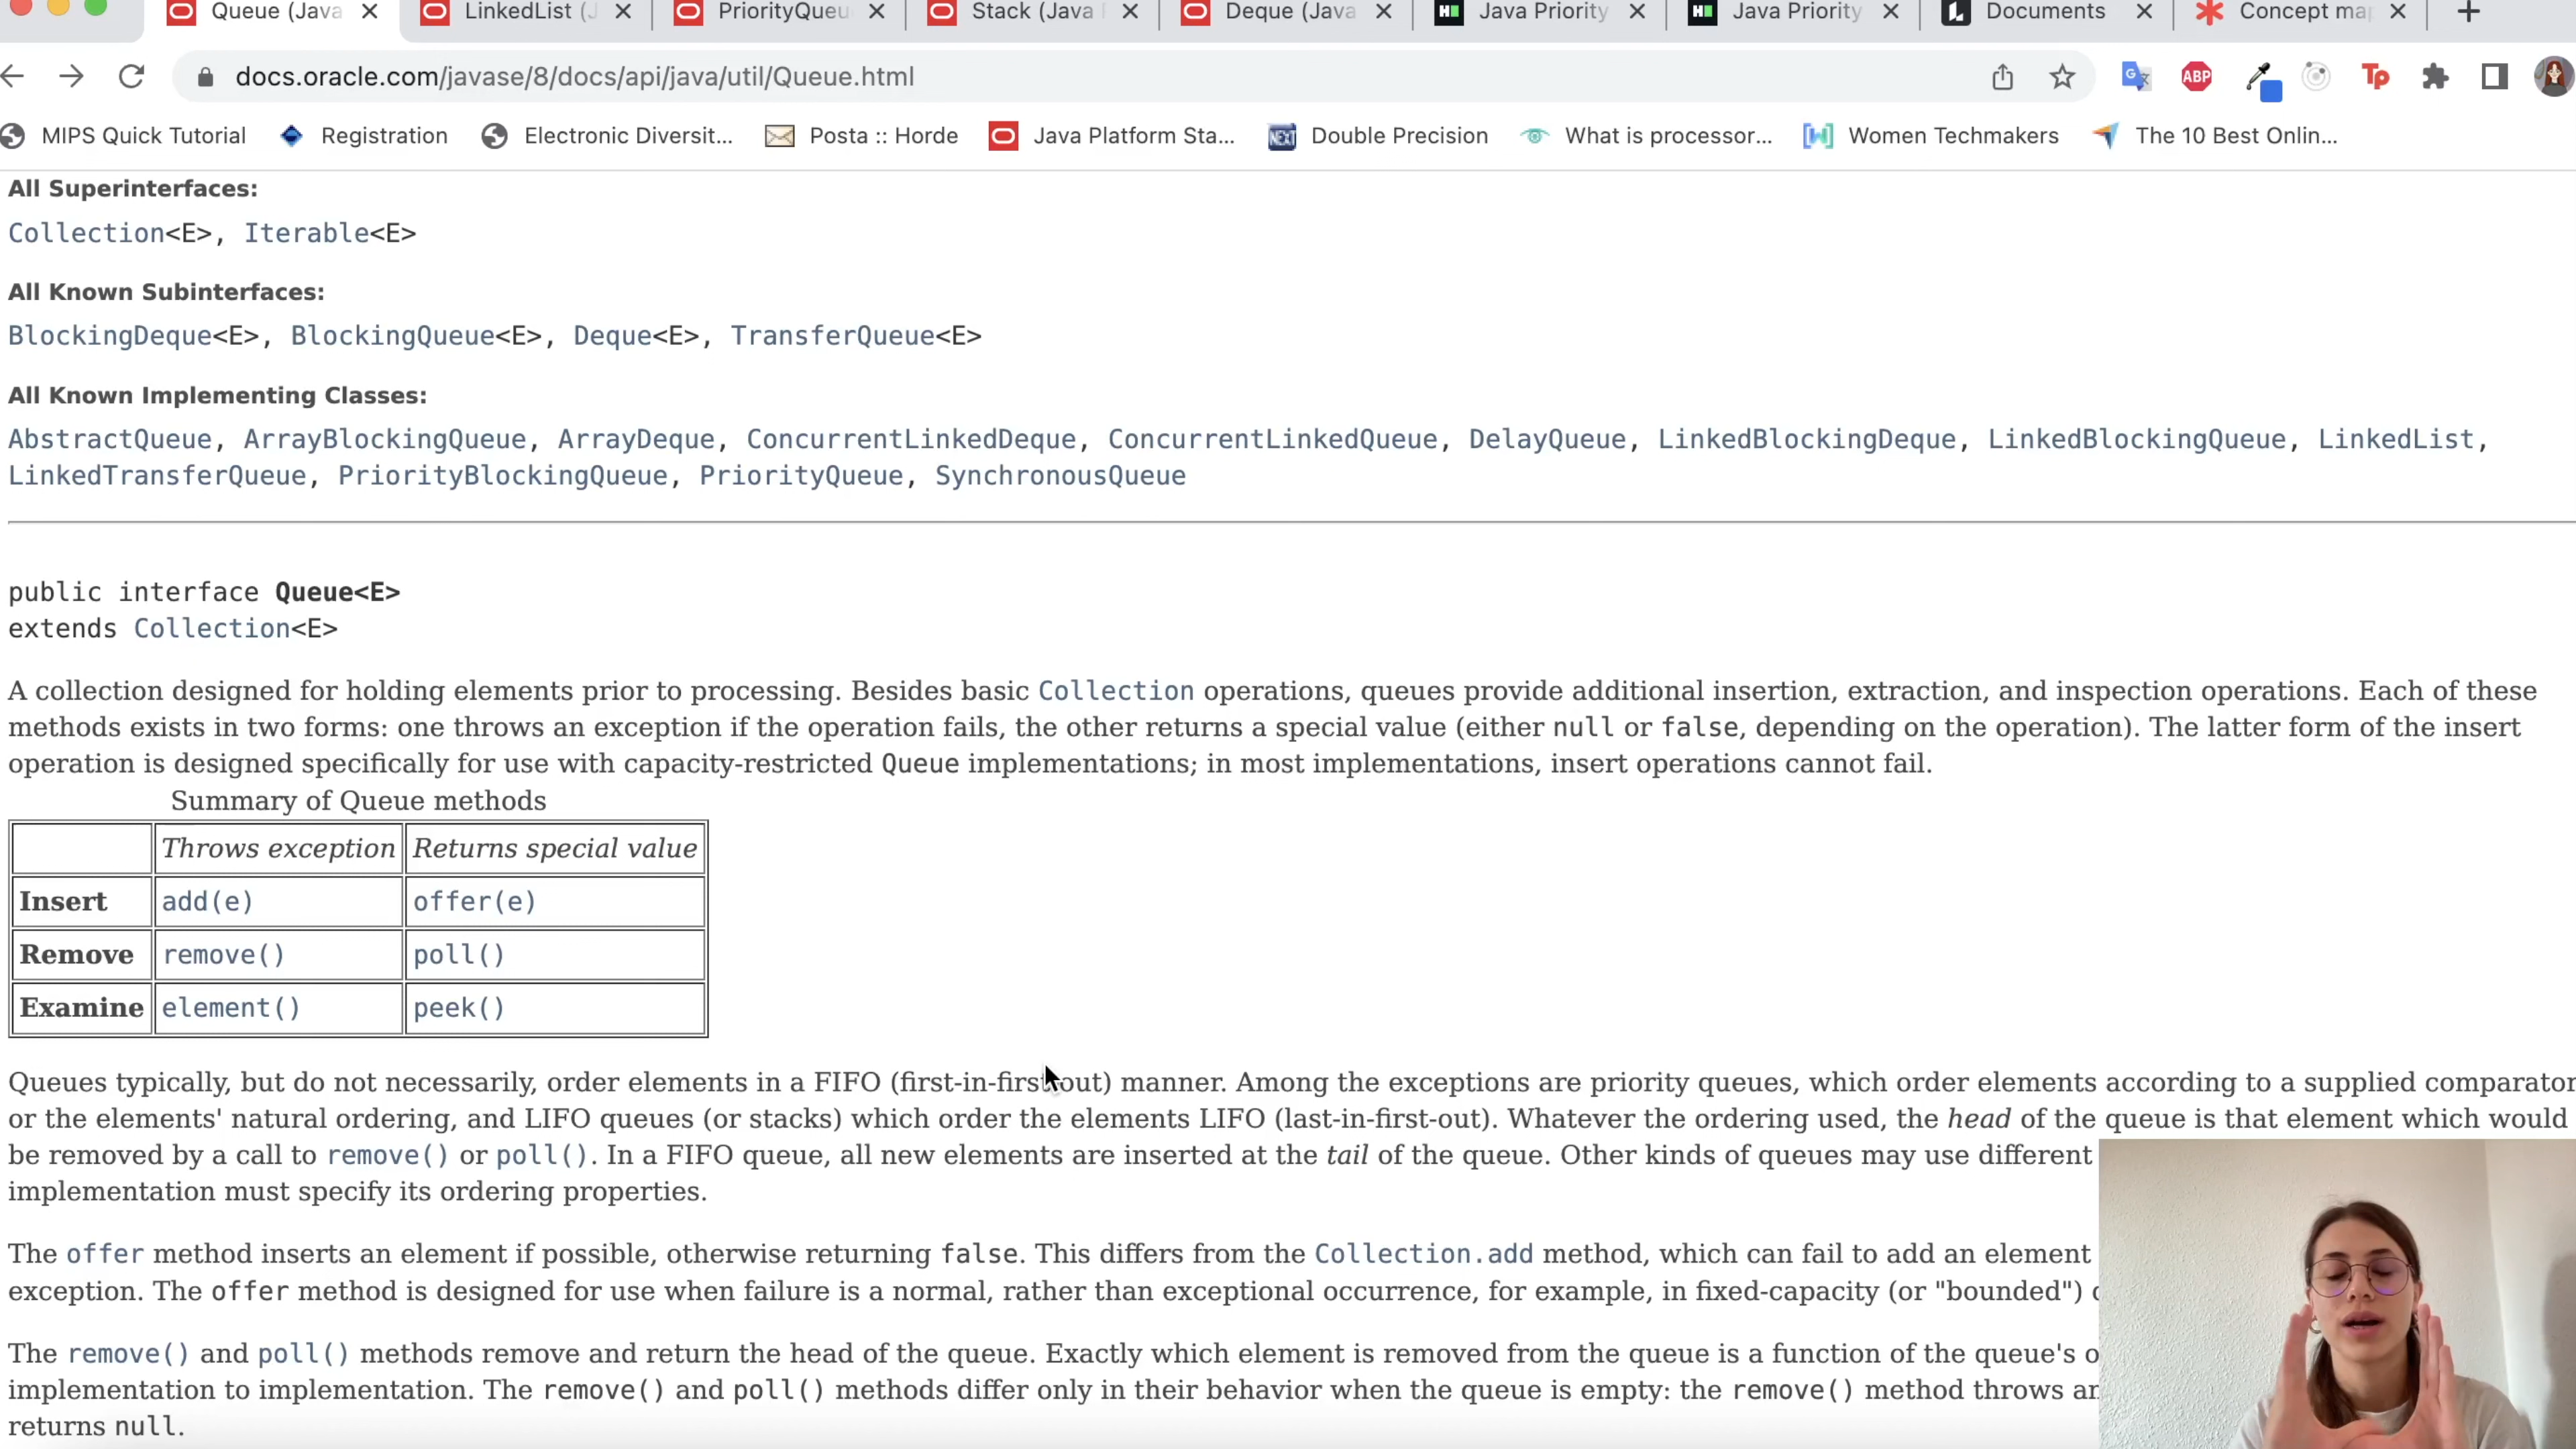 Queue (Java
LinkedList (J
PriorityQueu
Stack (Java
Deque (Java
Java Priority
Java Priority
Documents
Concept ma
docs.oracle.com/javase/8/docs/api/java/util/Queue.html
ABP
Tp
MIPS Quick Tutorial
Registration
Electronic Diversit...
Posta :: Horde
Java Platform Sta...
NEXT
Double Precision
What is processor...
Women Techmakers
The 10 Best Onlin...
All Superinterfaces:
Collection<E>, Iterable<E>
All Known Subinterfaces:
BlockingDeque<E>, BlockingQueue<E>, Deque<E>, TransferQueue<E>
All Known Implementing Classes:
AbstractQueue, ArrayBlockingQueue, ArrayDeque, ConcurrentLinkedDeque, ConcurrentLinkedQueue, DelayQueue, LinkedBlockingDeque, LinkedBlockingQueue, LinkedList,
LinkedTransferQueue, PriorityBlockingQueue, PriorityQueue, SynchronousQueue
public interface Queue<E>
extends Collection<E>
A collection designed for holding elements prior to processing. Besides basic Collection operations, queues provide additional insertion, extraction, and inspection operations. Each of these
methods exists in two forms: one throws an exception if the operation fails, the other returns a special value (either null or false, depending on the operation). The latter form of the insert
operation is designed specifically for use with capacity-restricted Queue implementations; in most implementations, insert operations cannot fail.
Summary of Queue methods
Throws exception Returns special value
Insert add(e) offer(e)
Remove remove() poll()
Examine element() peek()
Queues typically, but do not necessarily, order elements in a FIFO (first-in-first-out) manner. Among the exceptions are priority queues, which order elements according to a supplied comparator
or the elements' natural ordering, and LIFO queues (or stacks) which order the elements LIFO (last-in-first-out). Whatever the ordering used, the head of the queue is that element which would
be removed by a call to remove() or poll(). In a FIFO queue, all new elements are inserted at the tail of the queue. Other kinds of queues may use different
implementation must specify its ordering properties.
The offer method inserts an element if possible, otherwise returning false. This differs from the Collection.add method, which can fail to add an element
exception. The offer method is designed for use when failure is a normal, rather than exceptional occurrence, for example, in fixed-capacity (or "bounded")
The remove() and poll() methods remove and return the head of the queue. Exactly which element is removed from the queue is a function of the queue's o
implementation to implementation. The remove() and poll() methods differ only in their behavior when the queue is empty: the remove() method throws an
returns null.